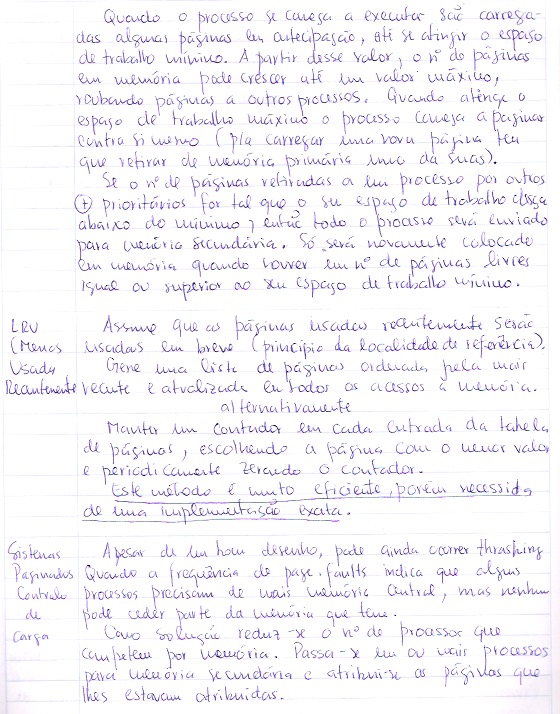 Quando o processo se começa a executar são carrega-
das algumas páginas em antecipação, até se atingir o espaço
de trabalho mínimo. A partir desse valor, o nº de páginas
em memória pode crescer até um valor máximo,
roubando páginas a outros processos. Quando atinge o
espaço de trabalho máximo o processo começa a paginar
contra si mesmo (p/a carregar uma nova página tem
que retirar de memória primária uma das suas).
Se o nº de páginas retiradas a um processo por outros
(+) prioritários for tal que o seu espaço de trabalho desça
abaixo do mínimo, então todo o processo será enviado
para memória secundária. Só será novamente colocado
em memória quando houver um nº de páginas livres
igual ou superior ao seu espaço de trabalho mínimo.
LRU
(Menos
Usada
Recentemente
Assume que as páginas usadas recentemente serão
usadas em breve (princípio da localidade de referência).
Gere uma lista de páginas ordenada pela mais
recente e atualizada em todos os acessos à memória.
alternativamente
Manter um contador em cada entrada da tabela
de páginas, escolhendo a página com o menor valor
e periodicamente zerando o contador.
Este método é muito eficiente, porém necessida
de uma implementação exata.
Sistemas
Paginados
Controlo
de
carga
Apesar de um bom desenho, pode ainda ocorrer thrashing
Quando a frequência de page-faults indica que alguns
processos precisam de mais memória central, mas nenhum
pode ceder parte da memória que tem.
Como solução reduz-se o nº de processos que
competem por memória. Passa-se um ou mais processos
para memória secundária e atribui-se as páginas que
lhes estavam atribuídas.